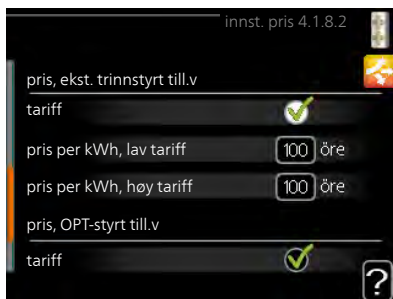 innst. pris 4.1.8.2
pris, ekst. trinnstyrt till.v
tariff
pris per kWh, lav tariff 100 öre
pris per kWh, høy tariff 100 öre
pris, OPT-styrt till.v
tariff
?